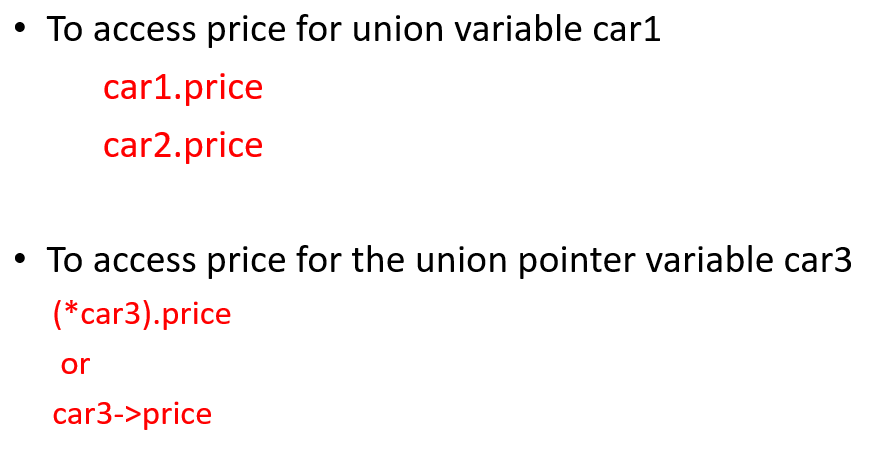 • To access price for union variable car1
car1.price
car2.price
• To access price for the union pointer variable car3
(*car3).price
or
car3->price